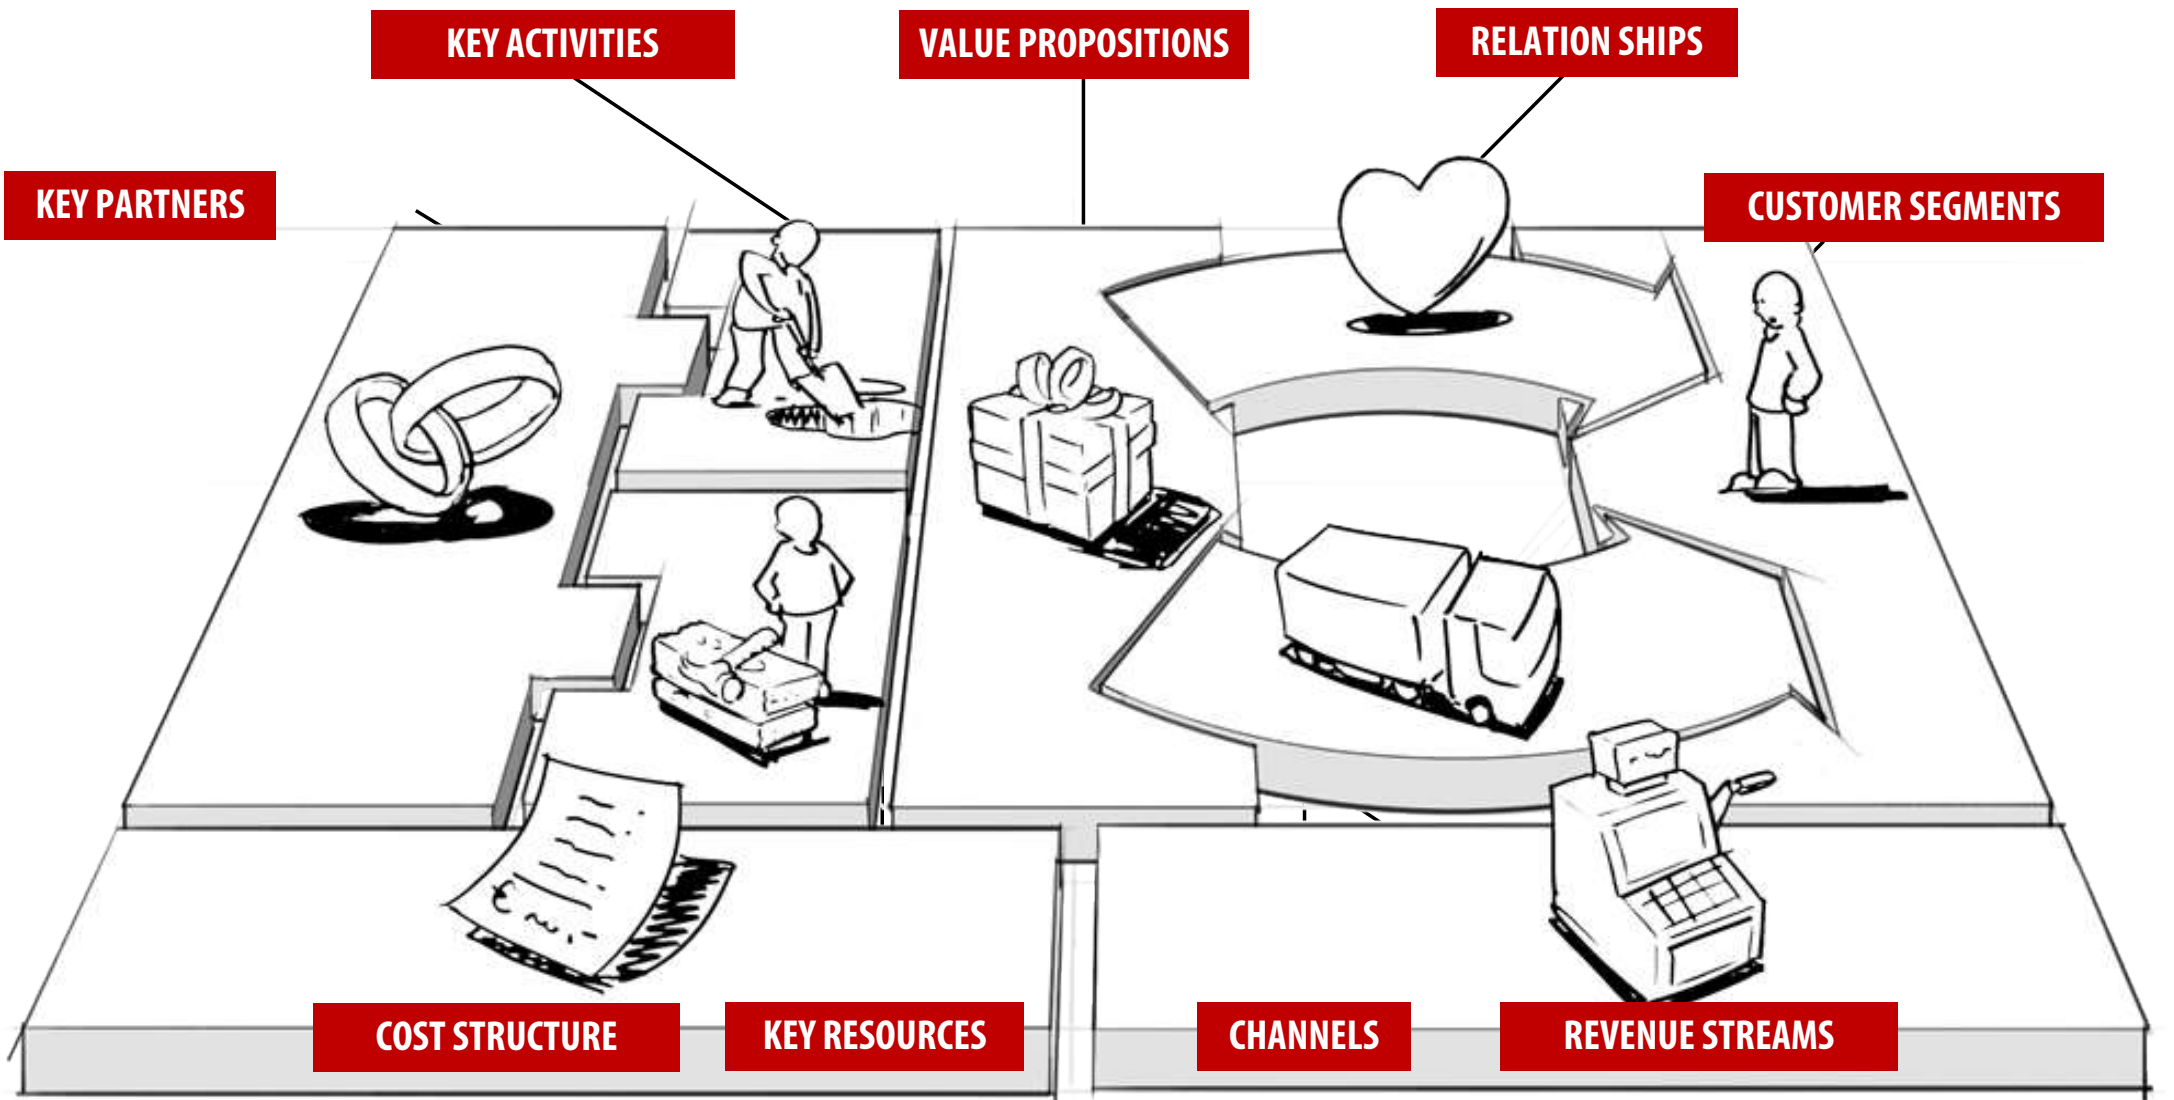 KEY ACTIVITIES
VALUE PROPOSITIONS
RELATION SHIPS
KEY PARTNERS
CUSTOMER SEGMENTS
€
COST STRUCTURE
KEY RESOURCES
CHANNELS
REVENUE STREAMS